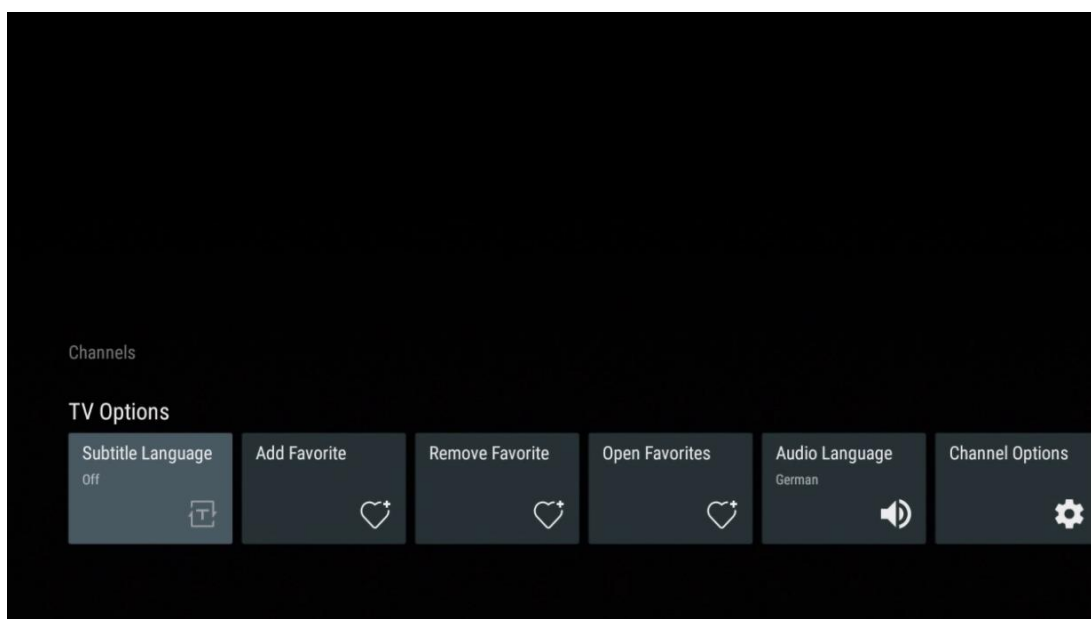 Channels
TV Options
Subtitle Language
Off
Add Favorite
Remove Favorite
Open Favorites
Audio Language
German
Channel Options